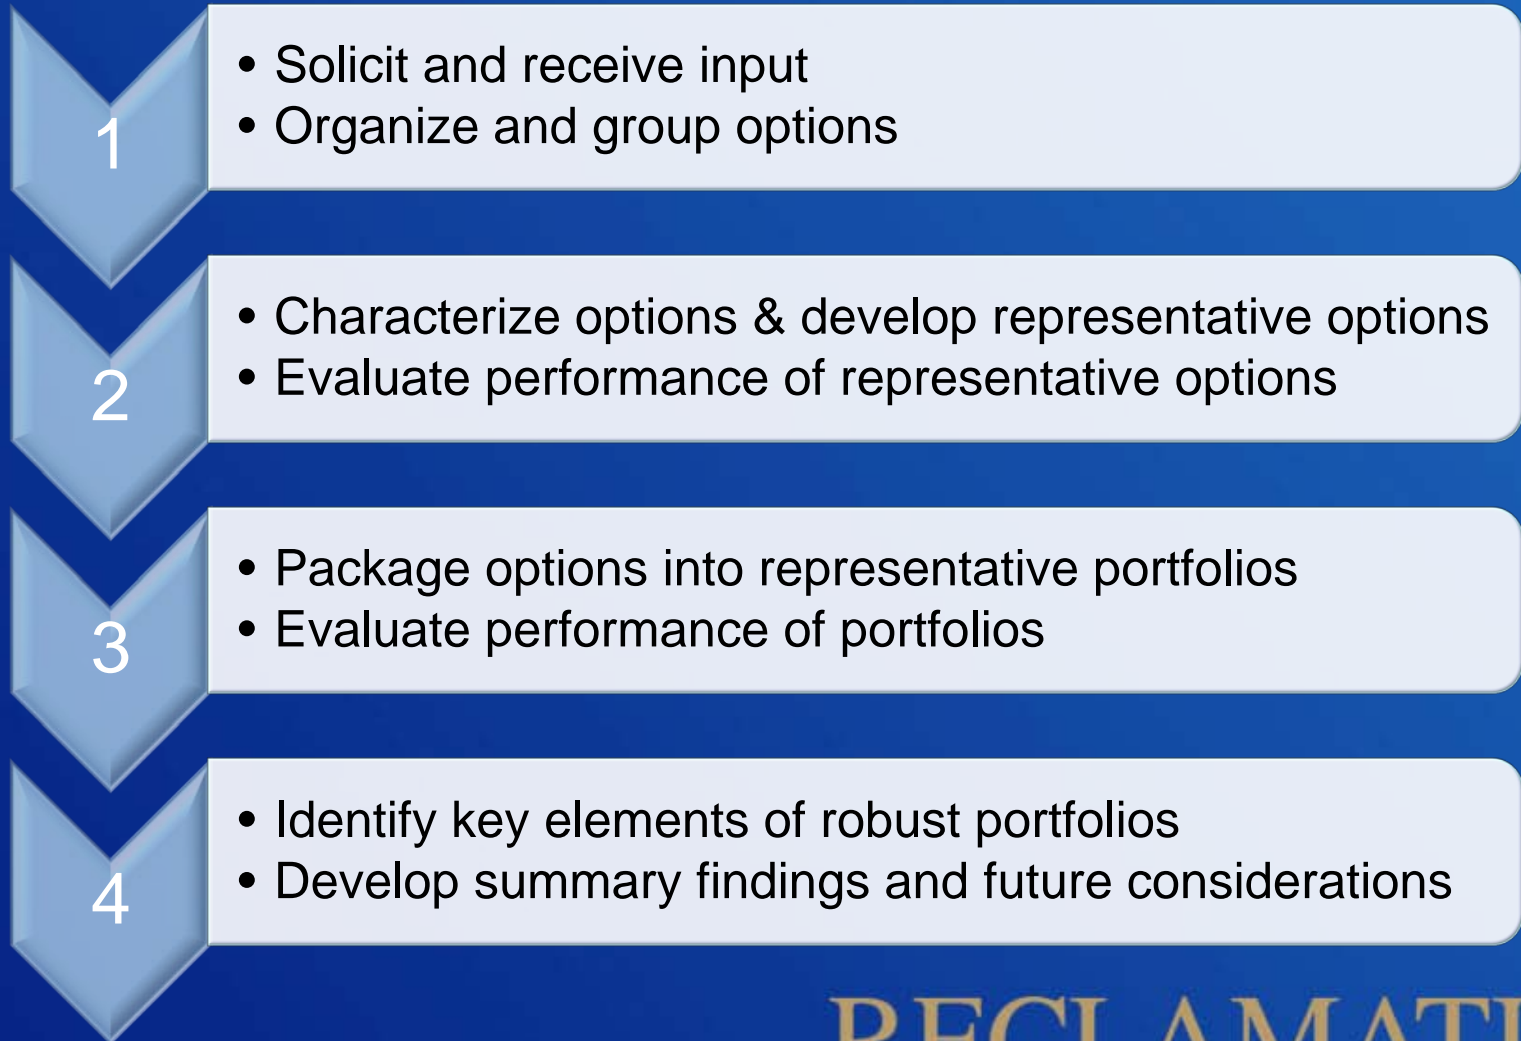 1
• Solicit and receive input
• Organize and group options
2
• Characterize options & develop representative options
• Evaluate performance of representative options
3
• Package options into representative portfolios
• Evaluate performance of portfolios
4
• Identify key elements of robust portfolios
• Develop summary findings and future considerations